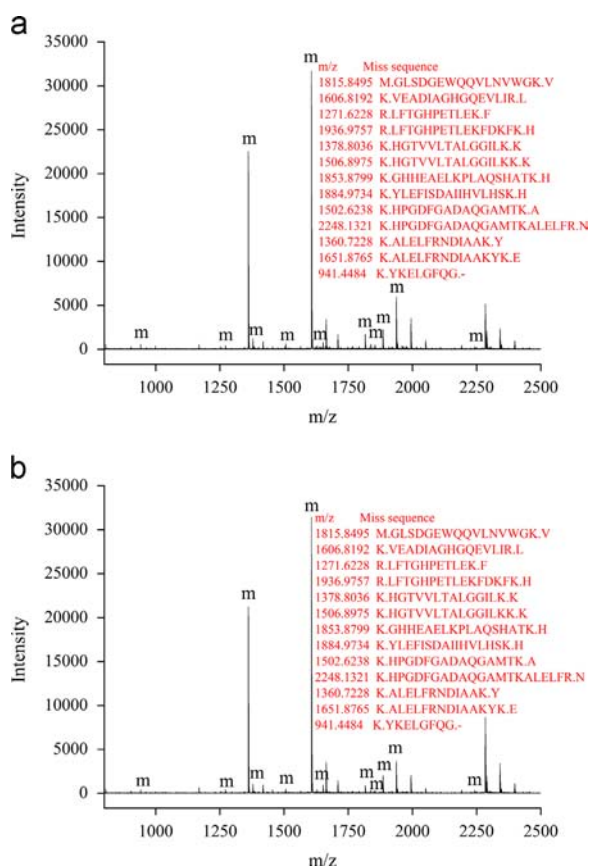 a
35000
30000
25000
20000
15000
10000
5000
0
Intensity
m
m
m
m
m
m
m
m
m
m
m
m
m/z Miss sequence
1815.8495 M.GLSDGEWQQVLNVWGK.V
1606.8192 K.VEADIAGHGQEVLIR.L
1271.6228 R.LFTGHPETLEK.F
1936.9757 R.LFTGHPETLEKFDKFK.H
1378.8036 K.HGTVVLTALGGILK.K
1506.8975 K.HGTVVLTALGGILKK.K
1853.8799 K.GHHEAELKPLAQSHATK.H
1884.9734 K.YLEFISDAIIHVLHSK.H
1502.6238 K.HPGDFGADAQGAMTK.A
2248.1321 K.HPGDFGADAQGAMTKALELFR.N
1360.7228 K.ALELFRNDIAAK.Y
1651.8765 K.ALELFRNDIAAKYK.E
941.4484 K.YKELGFQG.-
1000 1250 1500 1750 2000 2250 2500
m/z
b
35000
30000
25000
20000
15000
10000
5000
0
Intensity
m
m
m
m
m
m
m
m
m
m
m
m
m/z Miss sequence
1815.8495 M.GLSDGEWQQVLNVWGK.V
1606.8192 K.VEADIAGHGQEVLIR.L
1271.6228 R.LFTGHPETLEK.F
1936.9757 R.LFTGHPETLEKFDKFK.H
1378.8036 K.HGTVVLTALGGILK.K
1506.8975 K.HGTVVLTALGGILKK.K
1853.8799 K.GHHEAELKPLAQSHATK.H
1884.9734 K.YLEFISDAIIHVLHSK.H
1502.6238 K.HPGDFGADAQGAMTK.A
2248.1321 K.HPGDFGADAQGAMTKALELFR.N
1360.7228 K.ALELFRNDIAAK.Y
1651.8765 K.ALELFRNDIAAKYK.E
941.4484 K.YKELGFQG.-
1000 1250 1500 1750 2000 2250 2500
m/z